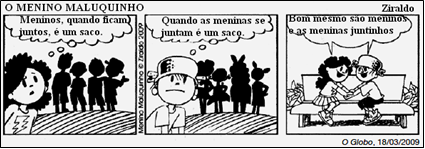 O MENINO MALUQUINHO
Ziraldo
Meninos, quando ficam
juntos, é um saco.
Quando as meninas se
juntam é um saco.
Bom mesmo são meninos
e as meninas juntinhos
Menino Maluquinho © Ziraldo 2009
O Globo, 18/03/2009